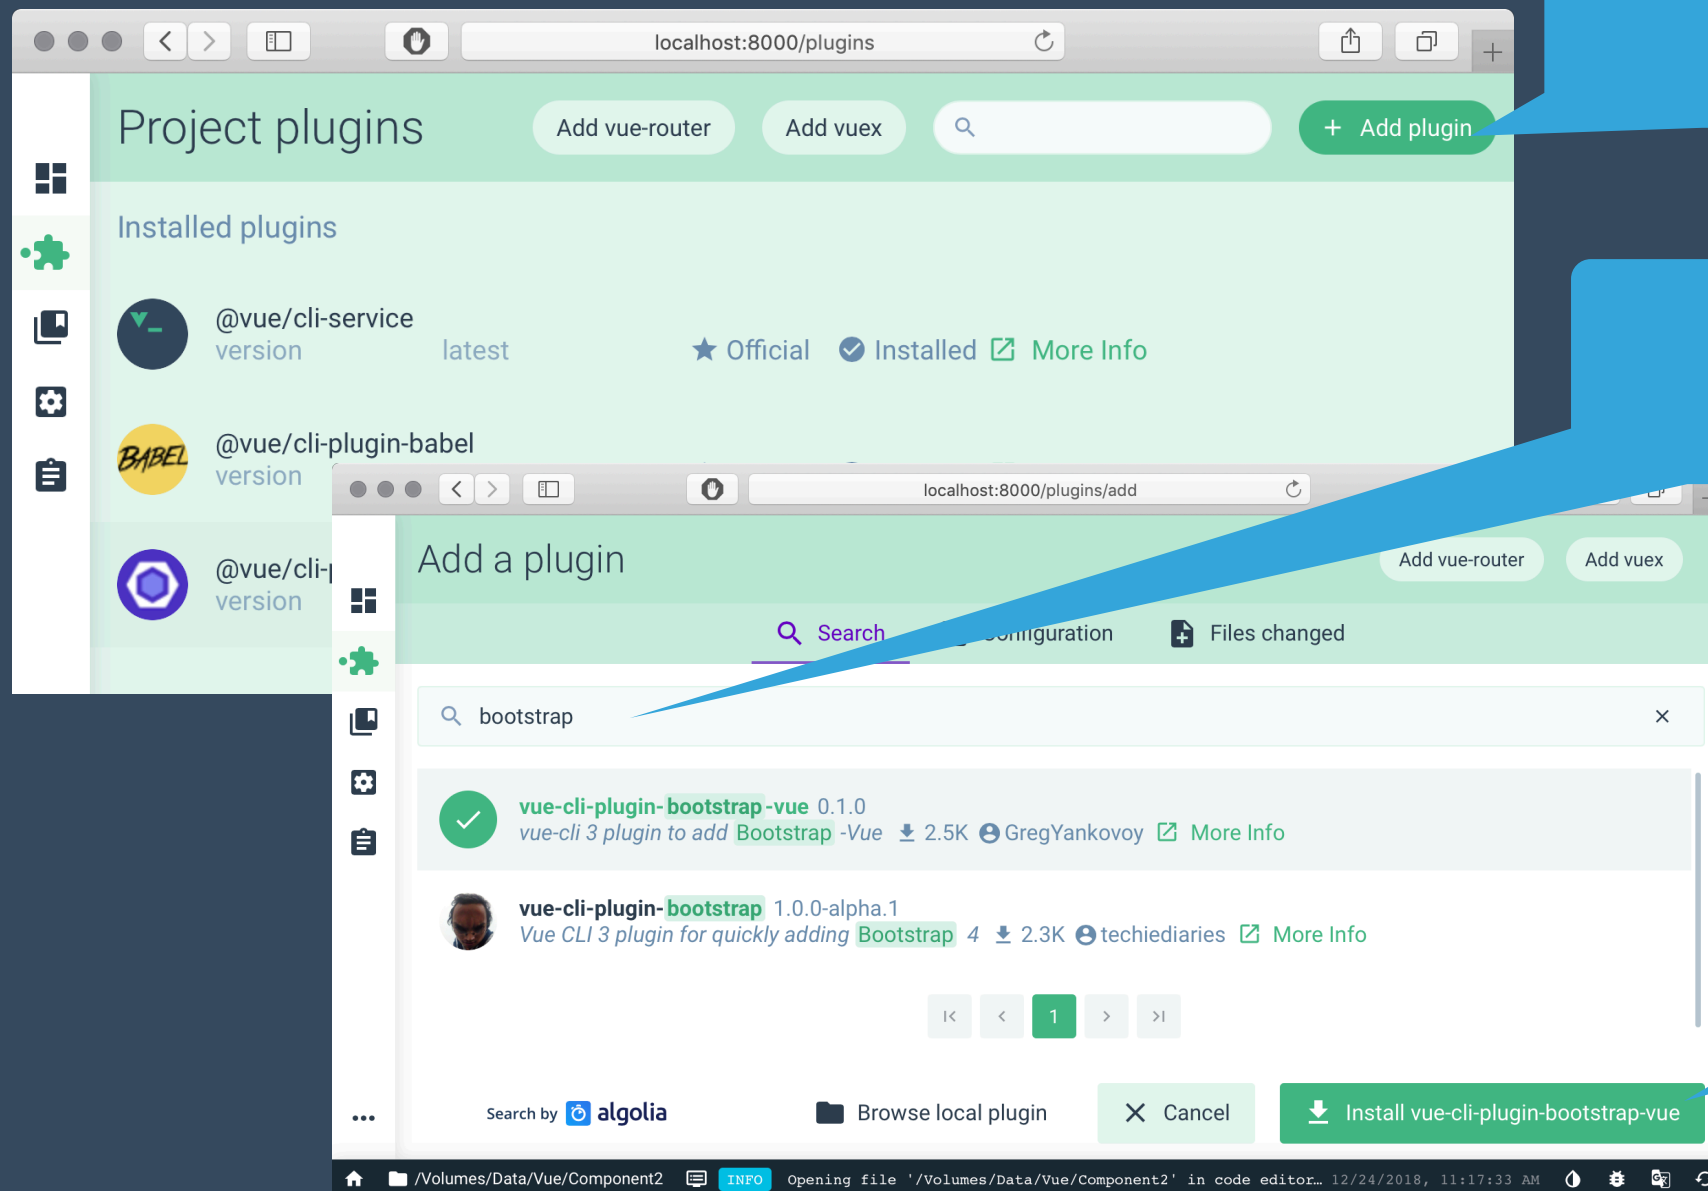 localhost:8000/plugins
Project plugins
Add vue-router
Add vuex
Add plugin
Installed plugins
@vue/cli-service
version latest
Official
Installed
More Info
BABEL
@vue/cli-plugin-babel
version
@vue/cli-
version
localhost:8000/plugins/add
Add a plugin
Add vue-router
Add vuex
Search
Files changed
bootstrap
vue-cli-plugin-bootstrap-vue 0.1.0
vue-cli 3 plugin to add Bootstrap -Vue 2.5K GregYankovoy More Info
vue-cli-plugin-bootstrap 1.0.0-alpha.1
Vue CLI 3 plugin for quickly adding Bootstrap 4 2.3K techiediaries More Info
1
Search by algolia
Browse local plugin
Cancel
Install vue-cli-plugin-bootstrap-vue
/Volumes/Data/Vue/Component2
INFO
Opening file '/Volumes/Data/Vue/Component2' in code editor… 12/24/2018, 11:17:33 AM